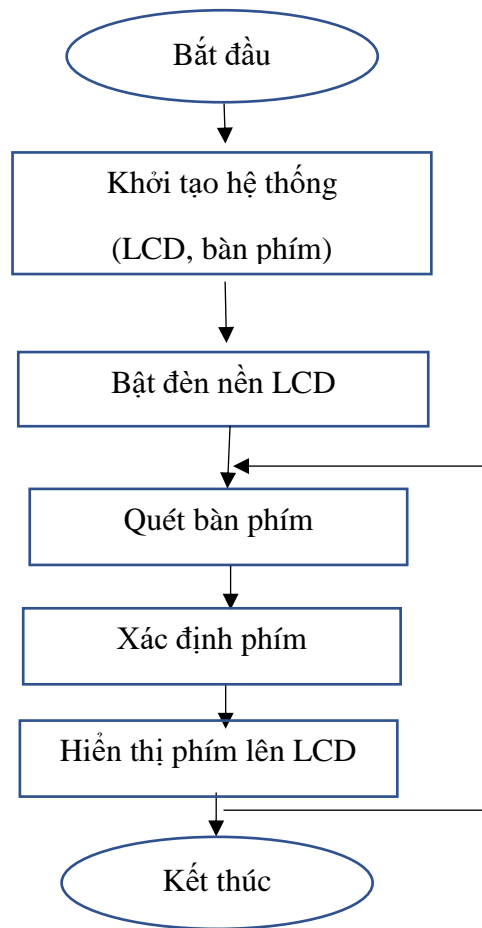 Bắt đầu
Khởi tạo hệ thống
(LCD, bàn phím)
Bật đèn nền LCD
Quét bàn phím
Xác định phím
Hiển thị phím lên LCD
Kết thúc